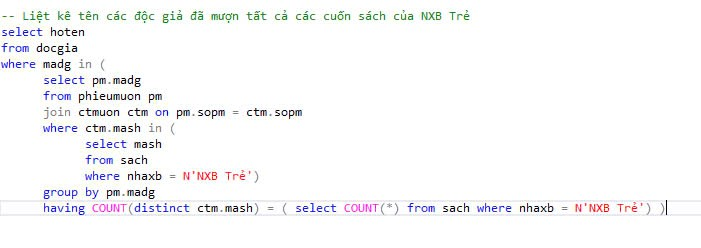 -- Liệt kê tên các độc giả đã mượn tất cả các cuốn sách của NXB Trẻ
select hoten
from docgia
where madg in (
select pm.madg
from phieumuon pm
join ctmuon ctm on pm.sopm = ctm.sopm
where ctm.mash in (
select mash
from sach
where nhaxb = N'NXB Trẻ')
group by pm.madg
having COUNT(distinct ctm.mash) = ( select COUNT(*) from sach where nhaxb = N'NXB Trẻ') )